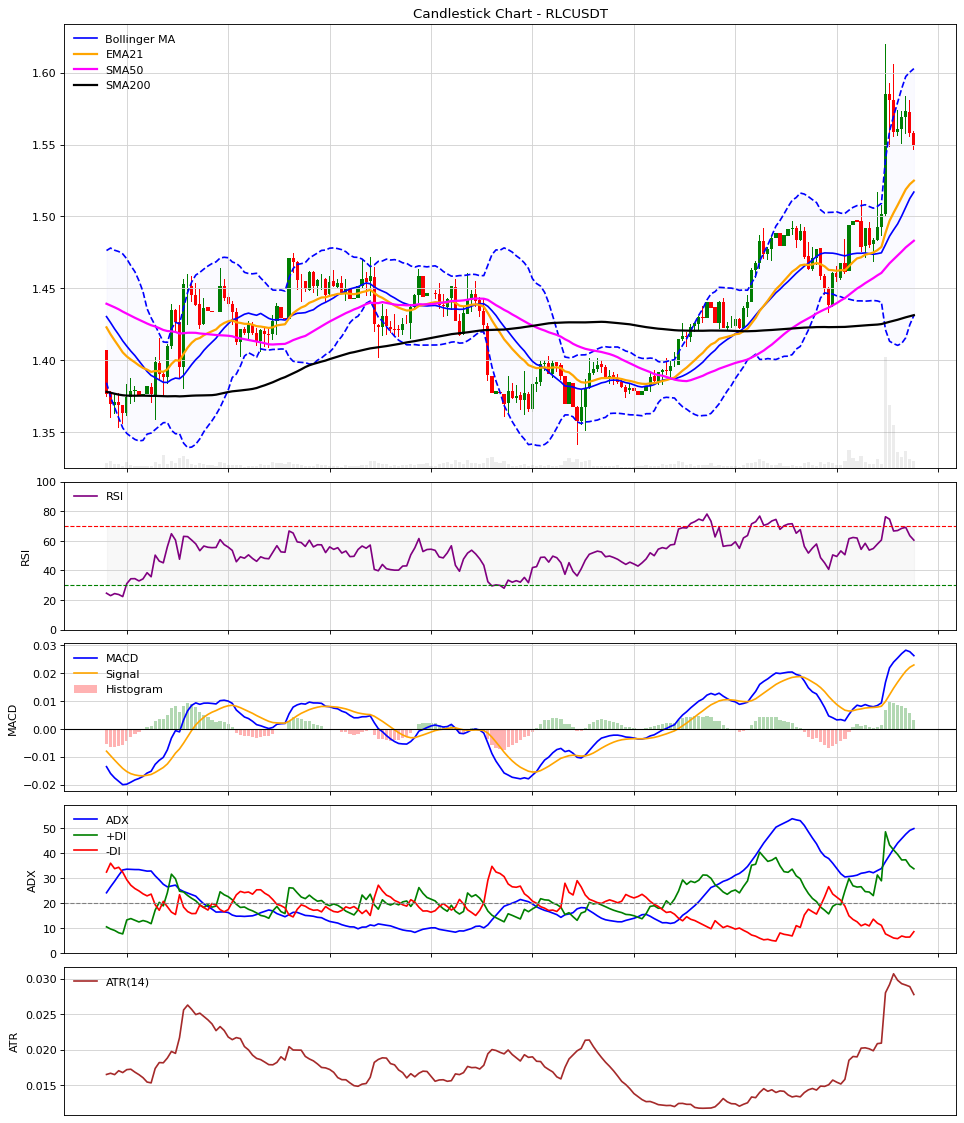 Candlestick Chart - RLCUSDT
Bollinger MA
EMA21
SMA50
SMA200
1.60
1.55
1.50
1.45
1.40
1.35
RSI
RSI
100
80
60
40
20
0
MACD
MACD
Signal
Histogram
0.03
0.02
0.01
0.00
−0.01
−0.02
ADX
ADX
+DI
-DI
50
40
30
20
10
0
ATR
ATR(14)
0.030
0.025
0.020
0.015